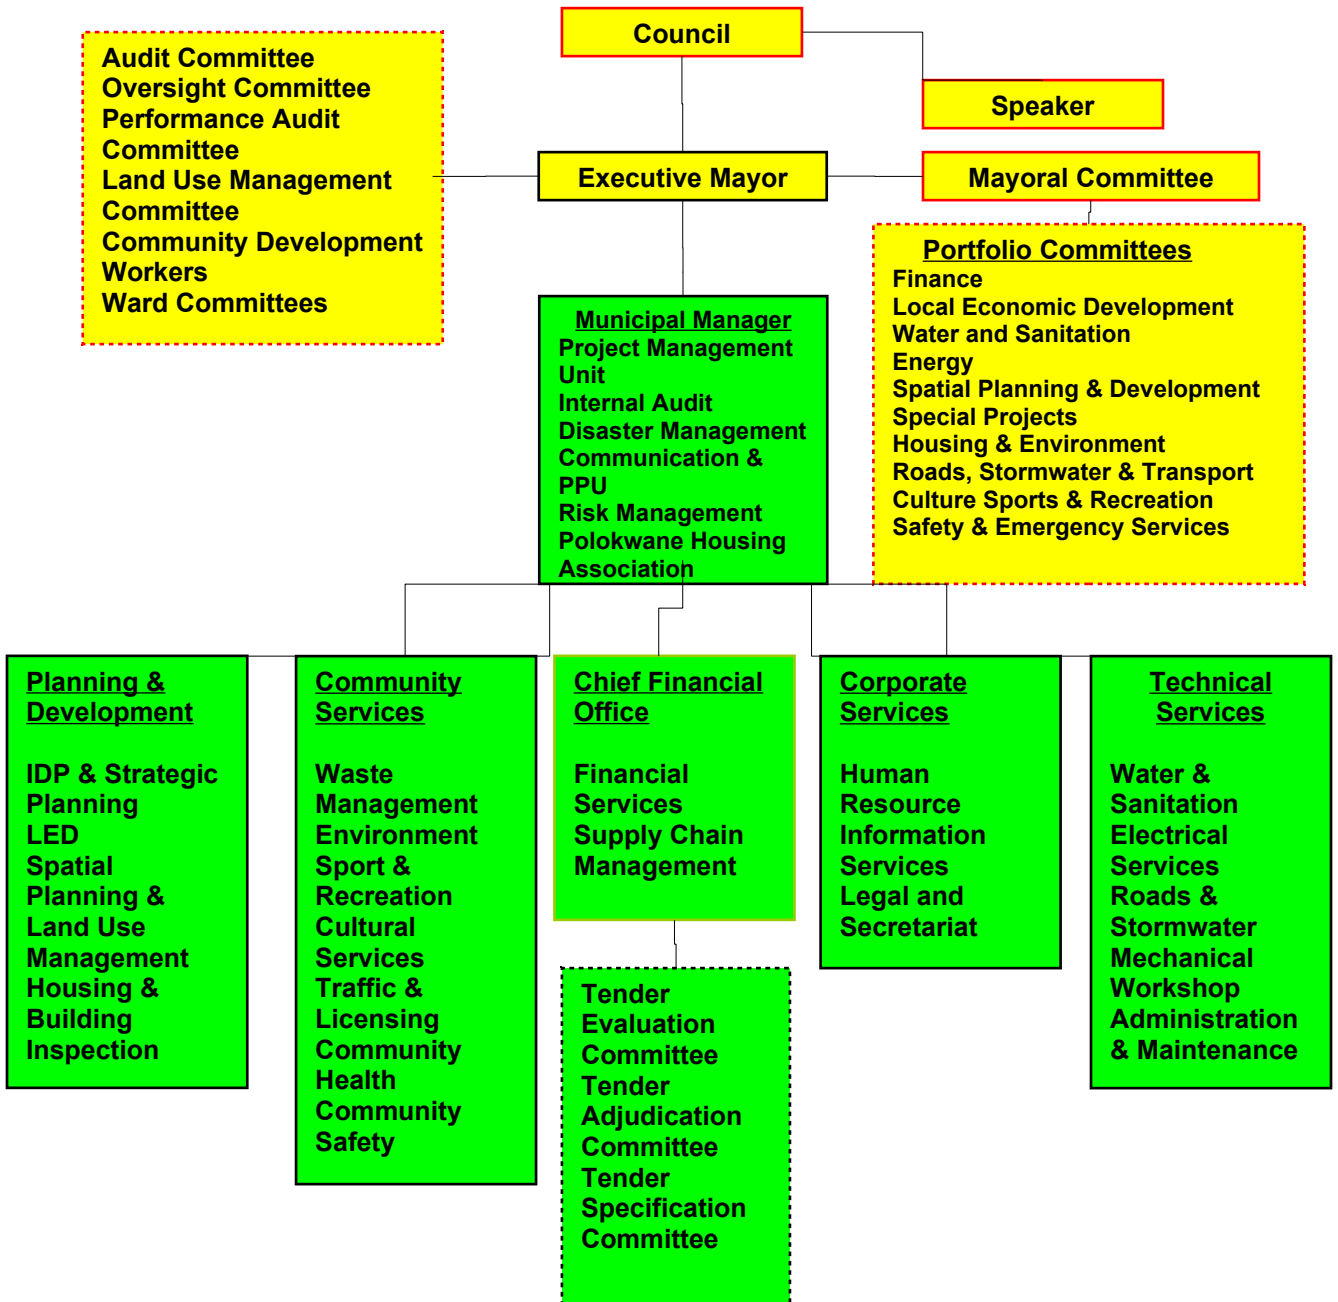 Council
Speaker
Audit Committee
Oversight Committee
Performance Audit
Committee
Land Use Management
Committee
Community Development
Workers
Ward Committees
Executive Mayor
Mayoral Committee
Portfolio Committees
Finance
Local Economic Development
Water and Sanitation
Energy
Spatial Planning & Development
Special Projects
Housing & Environment
Roads, Stormwater & Transport
Culture Sports & Recreation
Safety & Emergency Services
Municipal Manager
Project Management
Unit
Internal Audit
Disaster Management
Communication &
PPU
Risk Management
Polokwane Housing
Association
Planning &
Development
IDP & Strategic
Planning
LED
Spatial
Planning &
Land Use
Management
Housing &
Building
Inspection
Community
Services
Waste
Management
Environment
Sport &
Recreation
Cultural
Services
Traffic &
Licensing
Community
Health
Community
Safety
Chief Financial
Office
Financial
Services
Supply Chain
Management
Tender
Evaluation
Committee
Tender
Adjudication
Committee
Tender
Specification
Committee
Corporate
Services
Human
Resource
Information
Services
Legal and
Secretariat
Technical
Services
Water &
Sanitation
Electrical
Services
Roads &
Stormwater
Mechanical
Workshop
Administration
& Maintenance